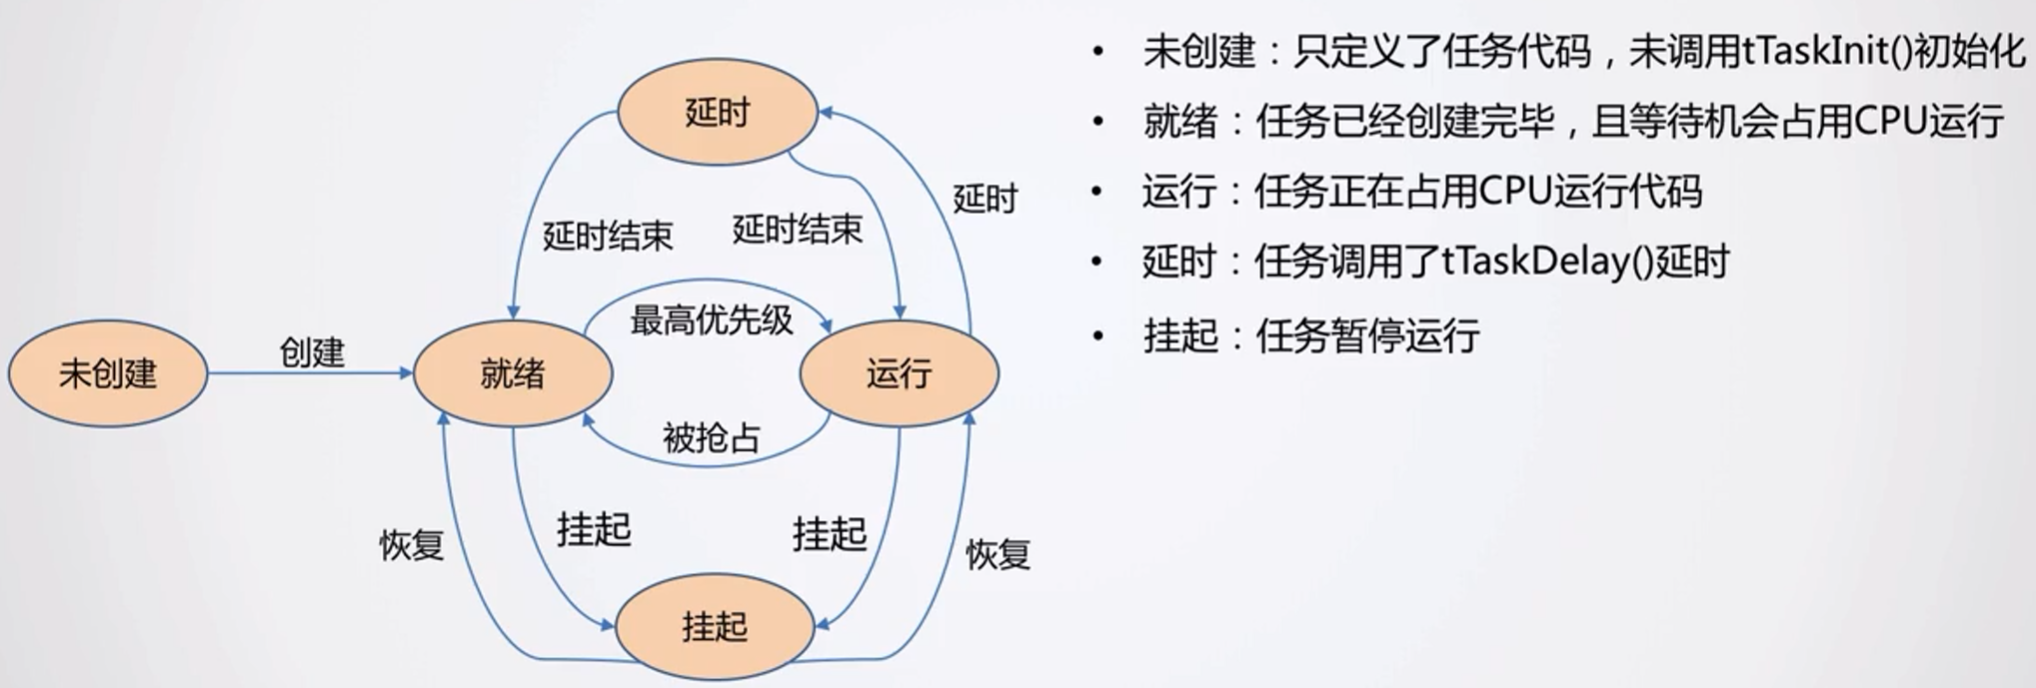 延时
延时
延时结束
延时结束
最高优先级
未创建
创建
就绪
运行
被抢占
恢复
挂起
挂起
恢复
挂起
• 未创建：只定义了任务代码，未调用tTaskInit()初始化
• 就绪：任务已经创建完毕，且等待机会占用CPU运行
• 运行：任务正在占用CPU运行代码
• 延时：任务调用了tTaskDelay()延时
• 挂起：任务暂停运行